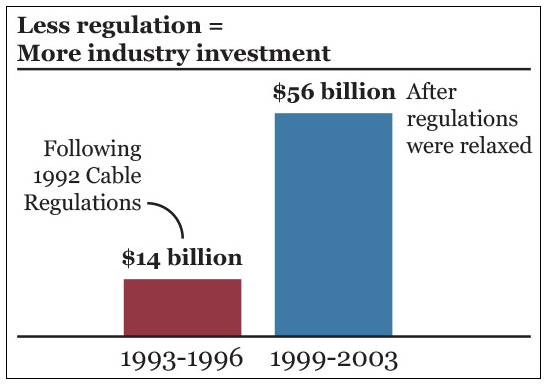 Less regulation =
More industry investment
$56 billion
After
regulations
were relaxed
Following
1992 Cable
Regulations
$14 billion
1993-1996
1999-2003